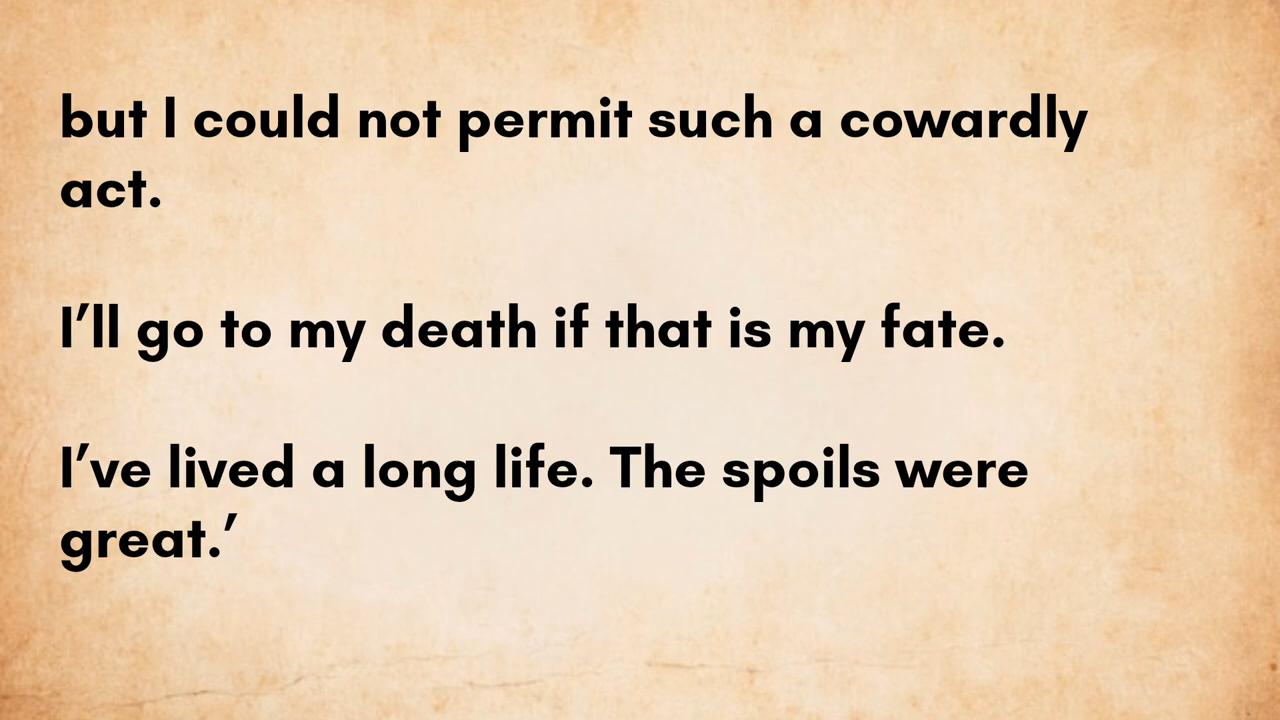 but I could not permit such a cowardly
act.
I’ll go to my death if that is my fate.
I’ve lived a long life. The spoils were
great.’